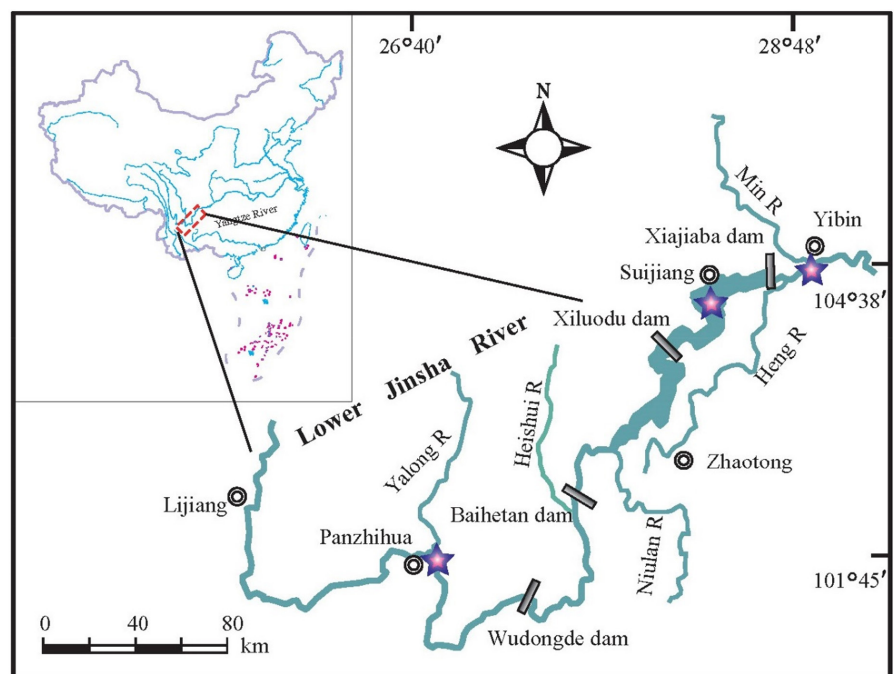 26°40′
28°48′
N
Min R
Yibin
Xiajiaba dam
Yangtze River
Suijiang
104°38′
Xiluodu dam
Lower Jinsha River
Heng R
Heishui R
Yalong R
Zhaotong
Lijiang
Baihetan dam
Panzhihua
Niulan R
101°45′
Wudongde dam
0 40 80
km